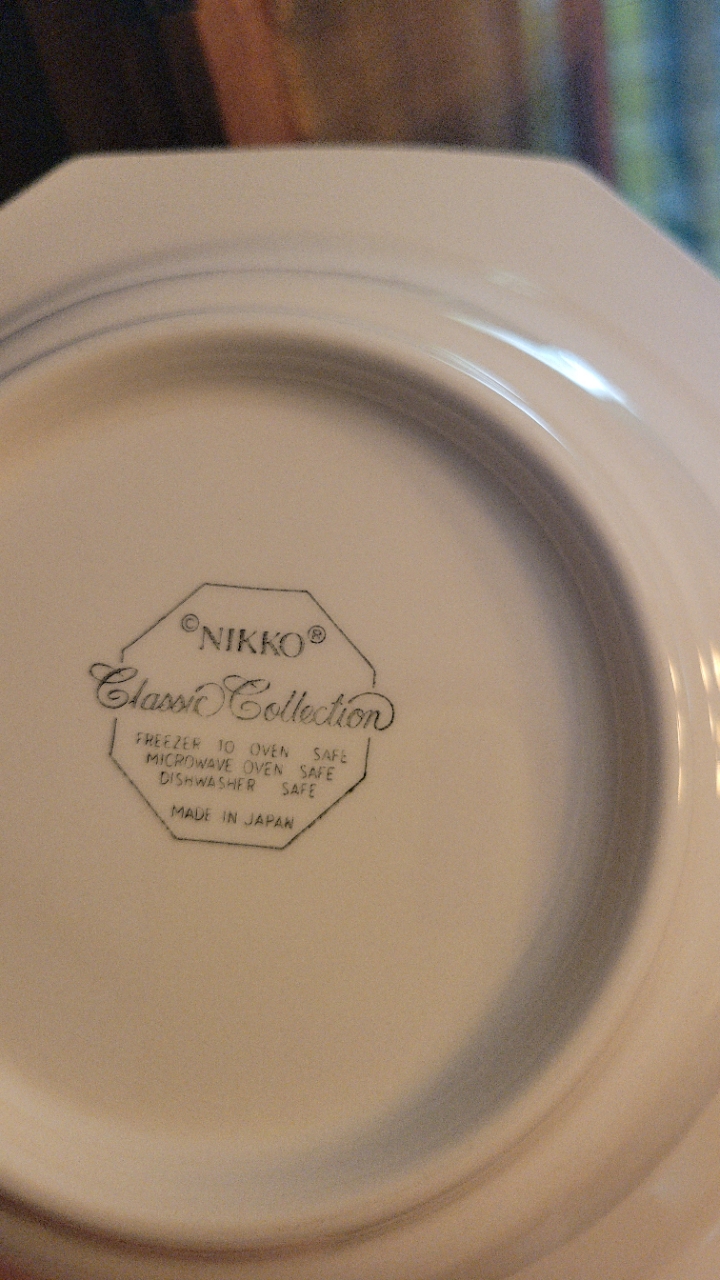 ©NIKKO®
Classic Collection
FREEZER TO OVEN SAFE
MICROWAVE OVEN SAFE
DISHWASHER SAFE
MADE IN JAPAN